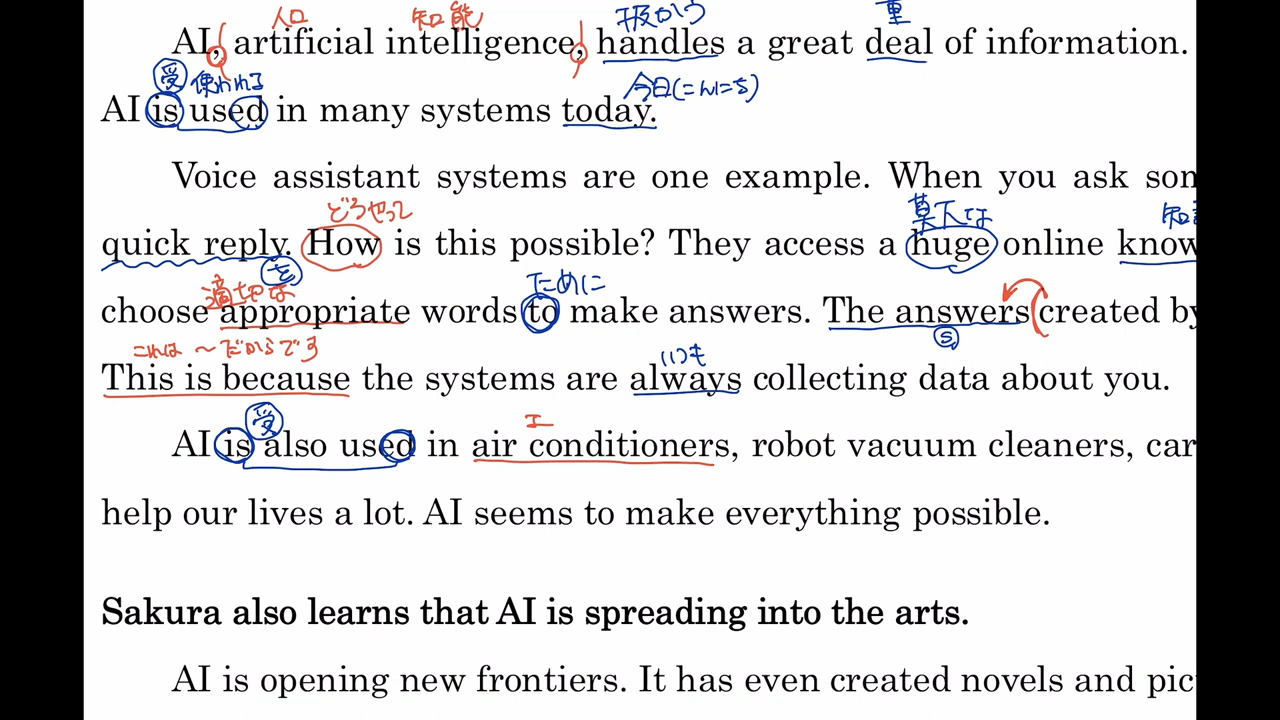 人口 知能 扱かう 量
AI, artificial intelligence, handles a great deal of information.
受 使われる 今日(こんにち)
AI is used in many systems today.
Voice assistant systems are one example. When you ask son
どうやって 莫大な
quick reply. How is this possible? They access a huge online know
を 適切な ために
choose appropriate words to make answers. The answers (created by
S
これは 〜だからです いつも
This is because the systems are always collecting data about you.
受 エ
AI is also used in air conditioners, robot vacuum cleaners, car
help our lives a lot. AI seems to make everything possible.
Sakura also learns that AI is spreading into the arts.
AI is opening new frontiers. It has even created novels and pic